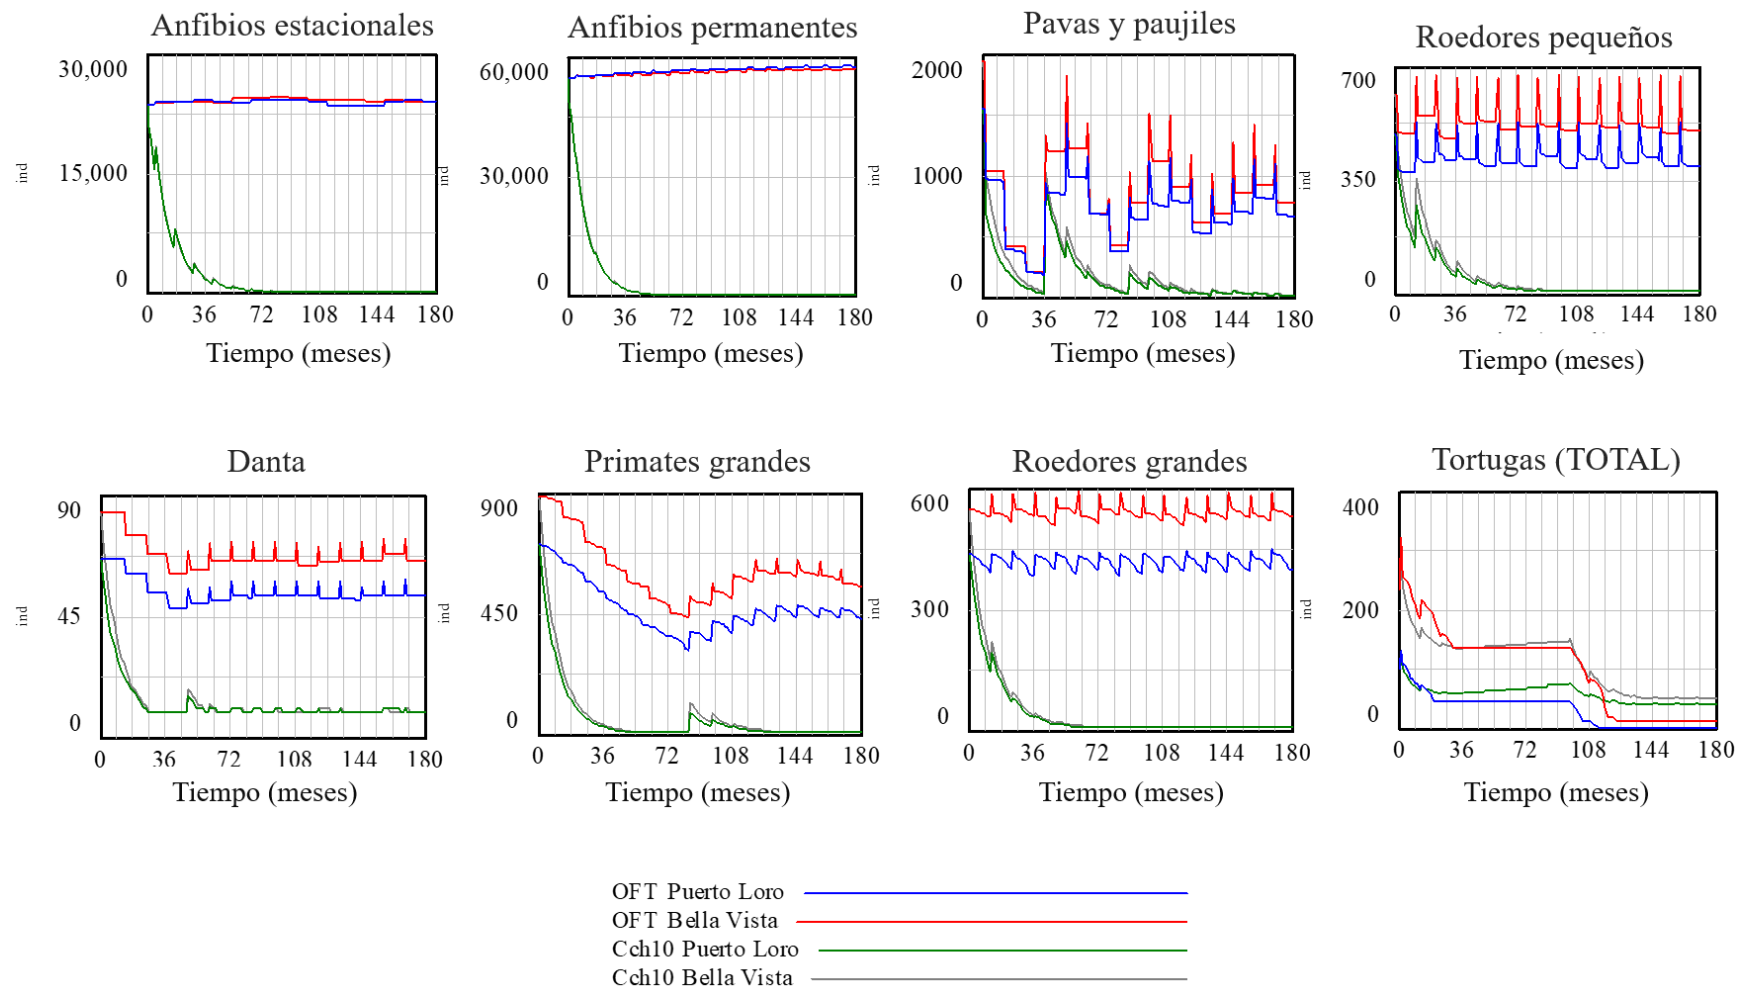 Anfibios estacionales
30,000
15,000
0
ind
0 36 72 108 144 180
Tiempo (meses)
Anfibios permanentes
60,000
30,000
0
ind
0 36 72 108 144 180
Tiempo (meses)
Pavas y paujiles
2000
1000
0
ind
0 36 72 108 144 180
Tiempo (meses)
Roedores pequeños
700
350
0
ind
0 36 72 108 144 180
Tiempo (meses)
Danta
90
45
0
ind
0 36 72 108 144 180
Tiempo (meses)
Primates grandes
900
450
0
ind
0 36 72 108 144 180
Tiempo (meses)
Roedores grandes
600
300
0
ind
0 36 72 108 144 180
Tiempo (meses)
Tortugas (TOTAL)
400
200
0
ind
0 36 72 108 144 180
Tiempo (meses)
OFT Puerto Loro
OFT Bella Vista
Cch10 Puerto Loro
Cch10 Bella Vista